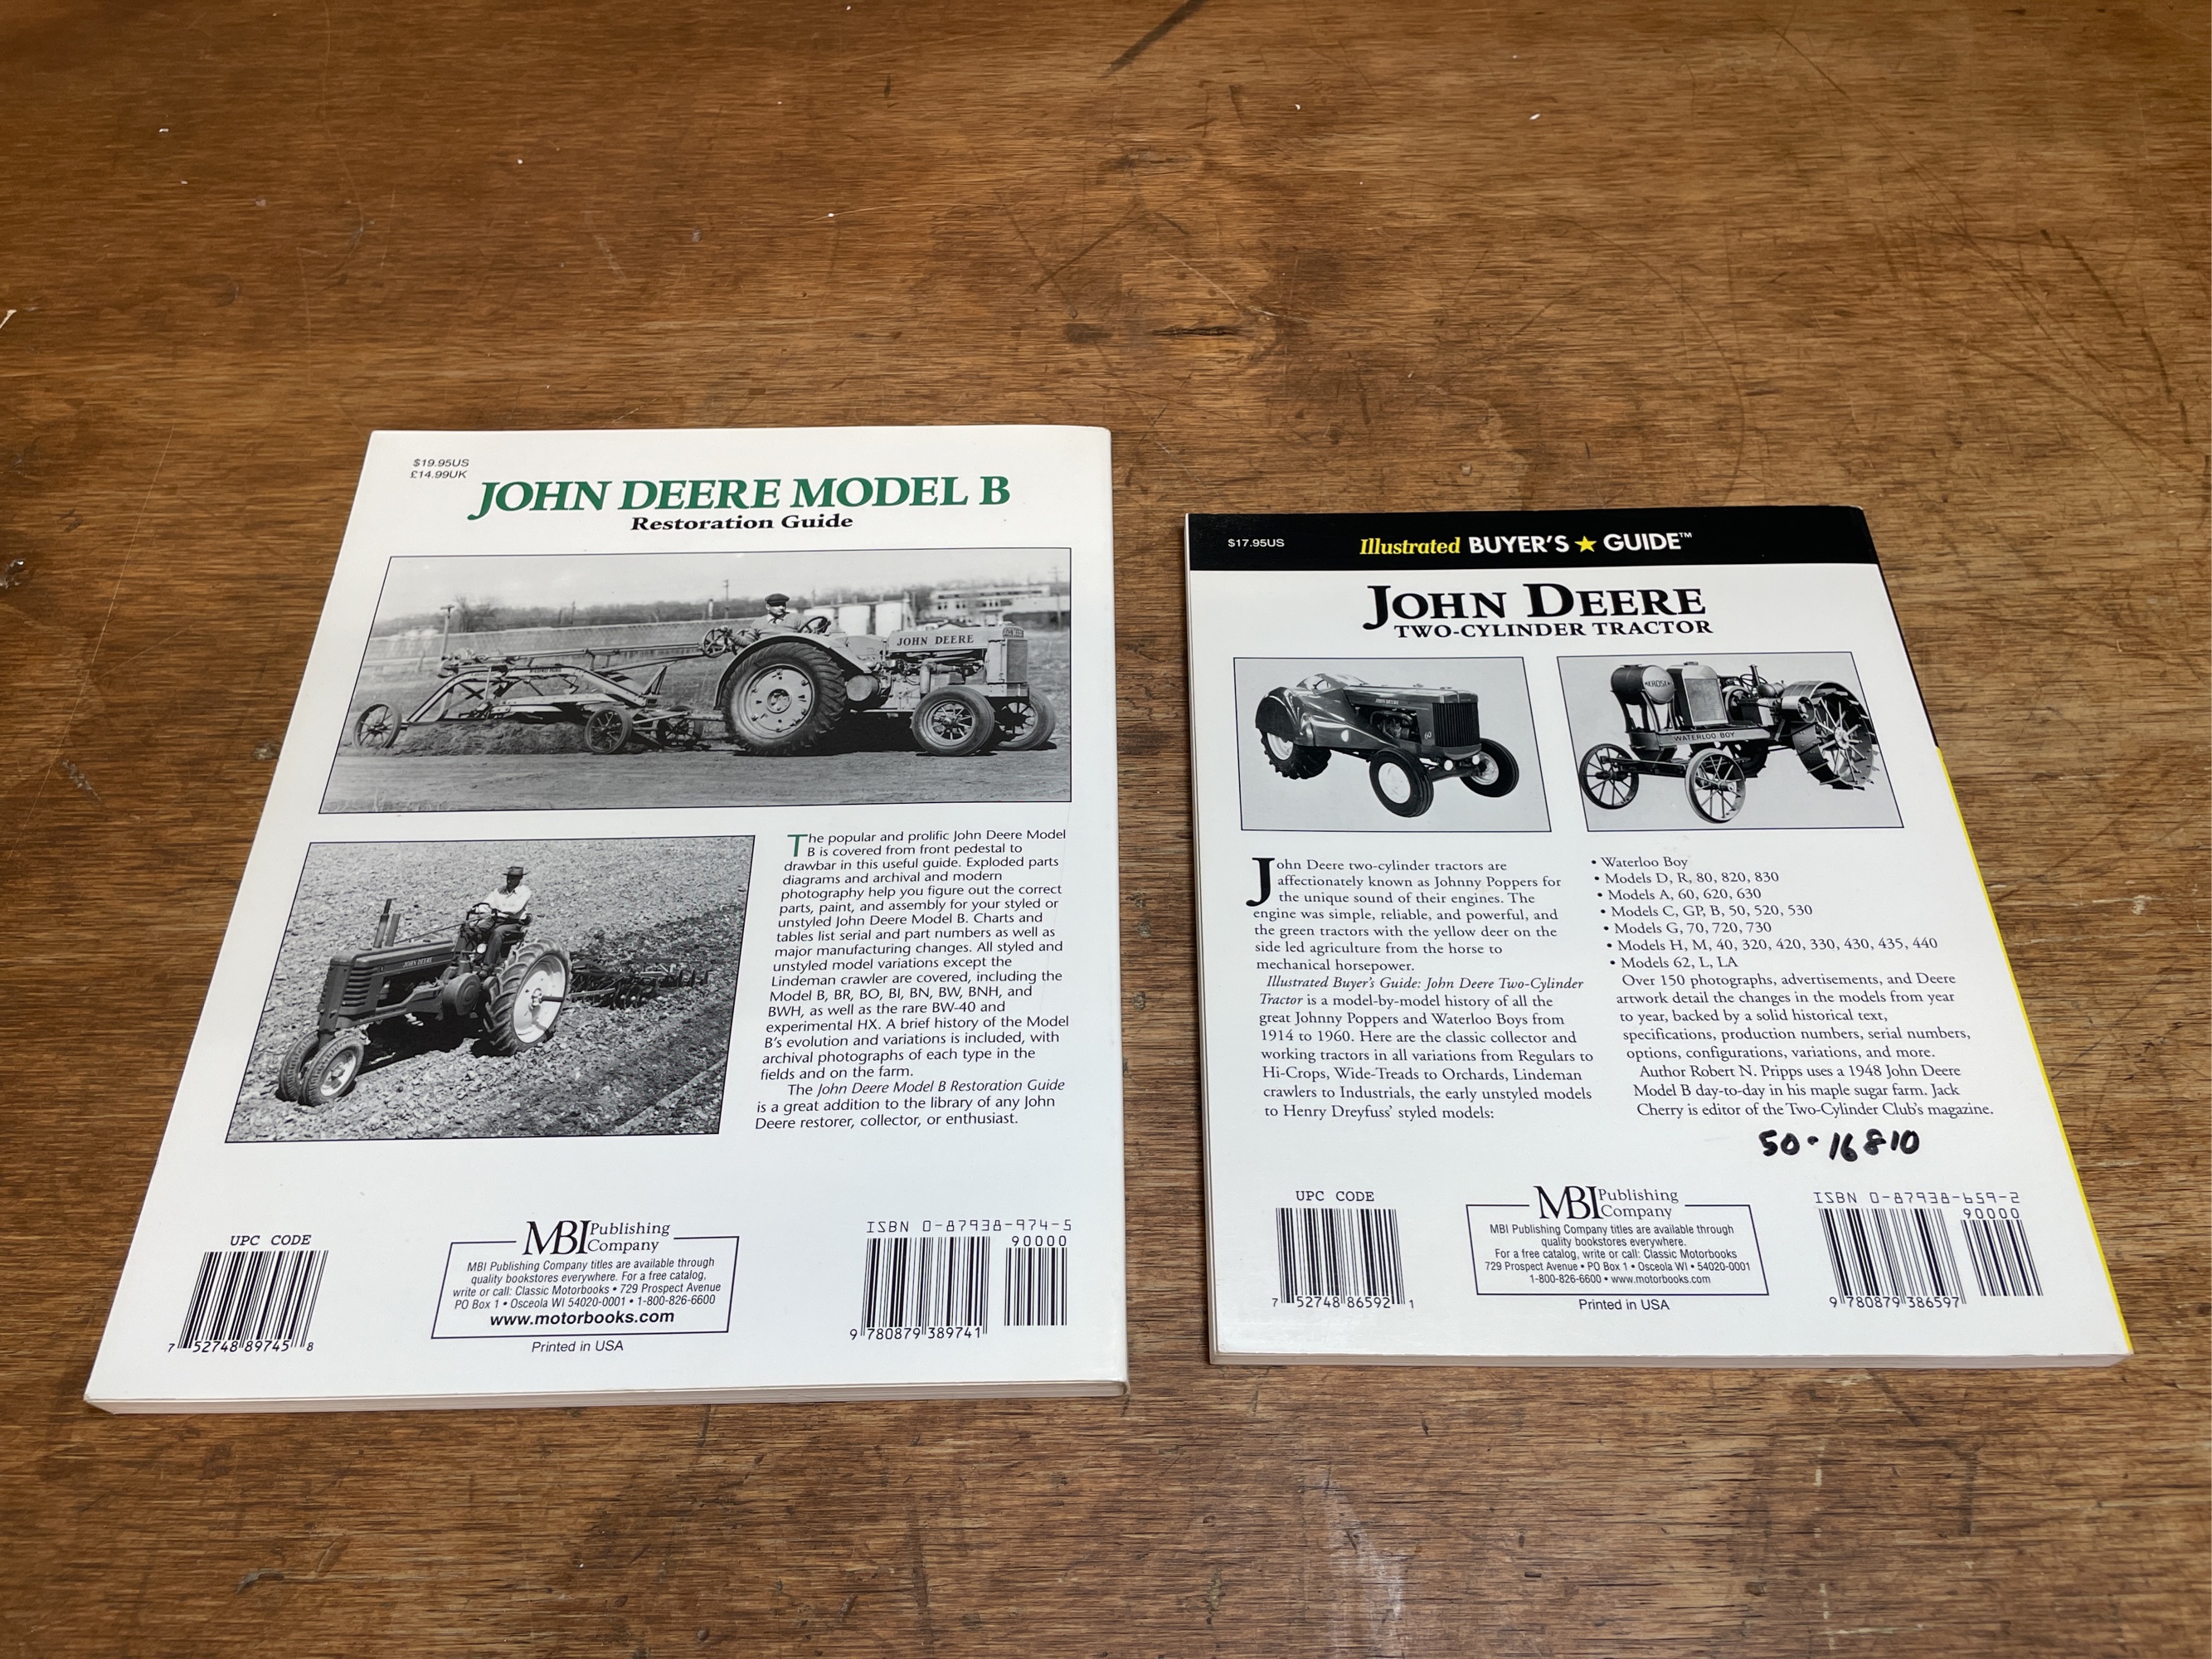 $19.95US
£14.99UK
JOHN DEERE MODEL B
Restoration Guide
JOHN DEERE
JOHN DEERE
The popular and prolific John Deere Model
B is covered from front pedestal to
drawbar in this useful guide. Exploded parts
diagrams and archival and modern
photography help you figure out the correct
parts, paint, and assembly for your styled or
unstyled John Deere Model B. Charts and
tables list serial and part numbers as well as
major manufacturing changes. All styled and
unstyled model variations except the
Lindeman crawler are covered, including the
Model B, BR, BO, BI, BN, BW, BNH, and
BWH, as well as the rare BW-40 and
experimental HX. A brief history of the Model
B's evolution and variations is included, with
archival photographs of each type in the
fields and on the farm.
The John Deere Model B Restoration Guide
is a great addition to the library of any John
Deere restorer, collector, or enthusiast.
UPC CODE
7 52748 89745 8
MBI Publishing
Company
MBI Publishing Company titles are available through
quality bookstores everywhere. For a free catalog,
write or call: Classic Motorbooks • 729 Prospect Avenue
PO Box 1 • Osceola WI 54020-0001 • 1-800-826-6600
www.motorbooks.com
Printed in USA
ISBN 0-87938-974-5
90000
9 780879 389741
$17.95US
Illustrated BUYER'S ★ GUIDE™
JOHN DEERE
TWO-CYLINDER TRACTOR
JOHN DEERE
60
WATERLOO BOY
John Deere two-cylinder tractors are
affectionately known as Johnny Poppers for
the unique sound of their engines. The
engine was simple, reliable, and powerful, and
the green tractors with the yellow deer on the
side led agriculture from the horse to
mechanical horsepower.
Illustrated Buyer's Guide: John Deere Two-Cylinder
Tractor is a model-by-model history of all the
great Johnny Poppers and Waterloo Boys from
1914 to 1960. Here are the classic collector and
working tractors in all variations from Regulars to
Hi-Crops, Wide-Treads to Orchards, Lindeman
crawlers to Industrials, the early unstyled models
to Henry Dreyfuss' styled models:
• Waterloo Boy
• Models D, R, 80, 820, 830
• Models A, 60, 620, 630
• Models C, GP, B, 50, 520, 530
• Models G, 70, 720, 730
• Models H, M, 40, 320, 420, 330, 430, 435, 440
• Models 62, L, LA
Over 150 photographs, advertisements, and Deere
artwork detail the changes in the models from year
to year, backed by a solid historical text,
specifications, production numbers, serial numbers,
options, configurations, variations, and more.
Author Robert N. Pripps uses a 1948 John Deere
Model B day-to-day in his maple sugar farm. Jack
Cherry is editor of the Two-Cylinder Club's magazine.
50-16810
UPC CODE
7 52748 86592 1
MBI Publishing
Company
MBI Publishing Company titles are available through
quality bookstores everywhere.
For a free catalog, write or call: Classic Motorbooks
729 Prospect Avenue • PO Box 1 • Osceola WI • 54020-0001
1-800-826-6600 • www.motorbooks.com
Printed in USA
ISBN 0-87938-659-2
90000
9 780879 386597